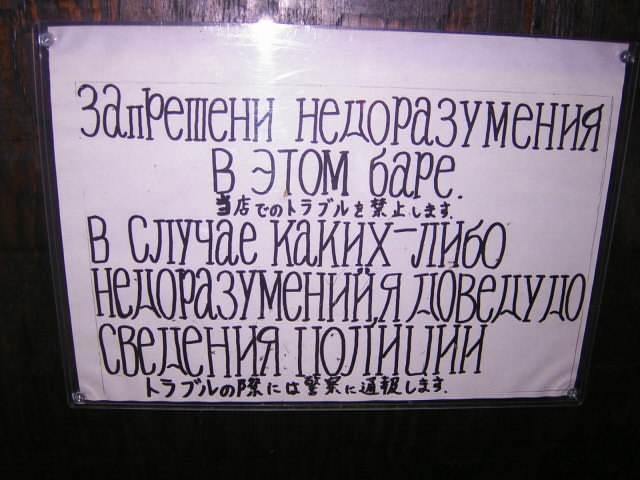 Запрешени недоразумения
в этом баре.
当店でのトラブルを禁止します.
в случае каких-либо
недоразумений, я доведу до
сведения полиции
トラブルの際には警察に通報します.